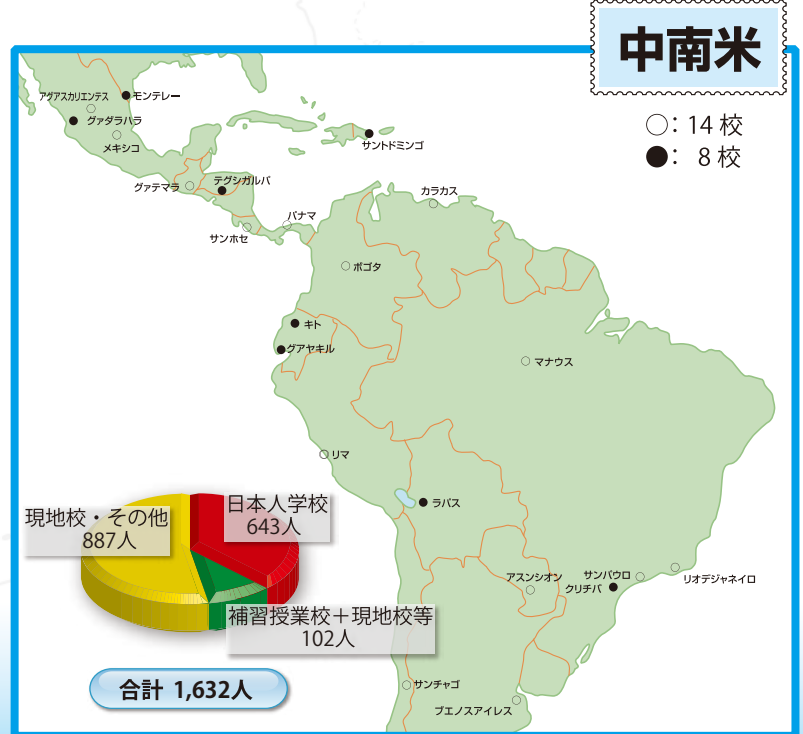 中南米
○：14 校
●： 8 校
アグアスカリエンテス
モンテレー
グァダラハラ
メキシコ
サントドミンゴ
グァテマラ
テグシガルパ
カラカス
パナマ
サンホセ
ボゴタ
キト
グアヤキル
マナウス
リマ
ラパス
アスンシオン
サンパウロ
リオデジャネイロ
クリチバ
サンチャゴ
ブエノスアイレス
日本人学校
643人
現地校・その他
887人
補習授業校＋現地校等
102人
合計 1,632人